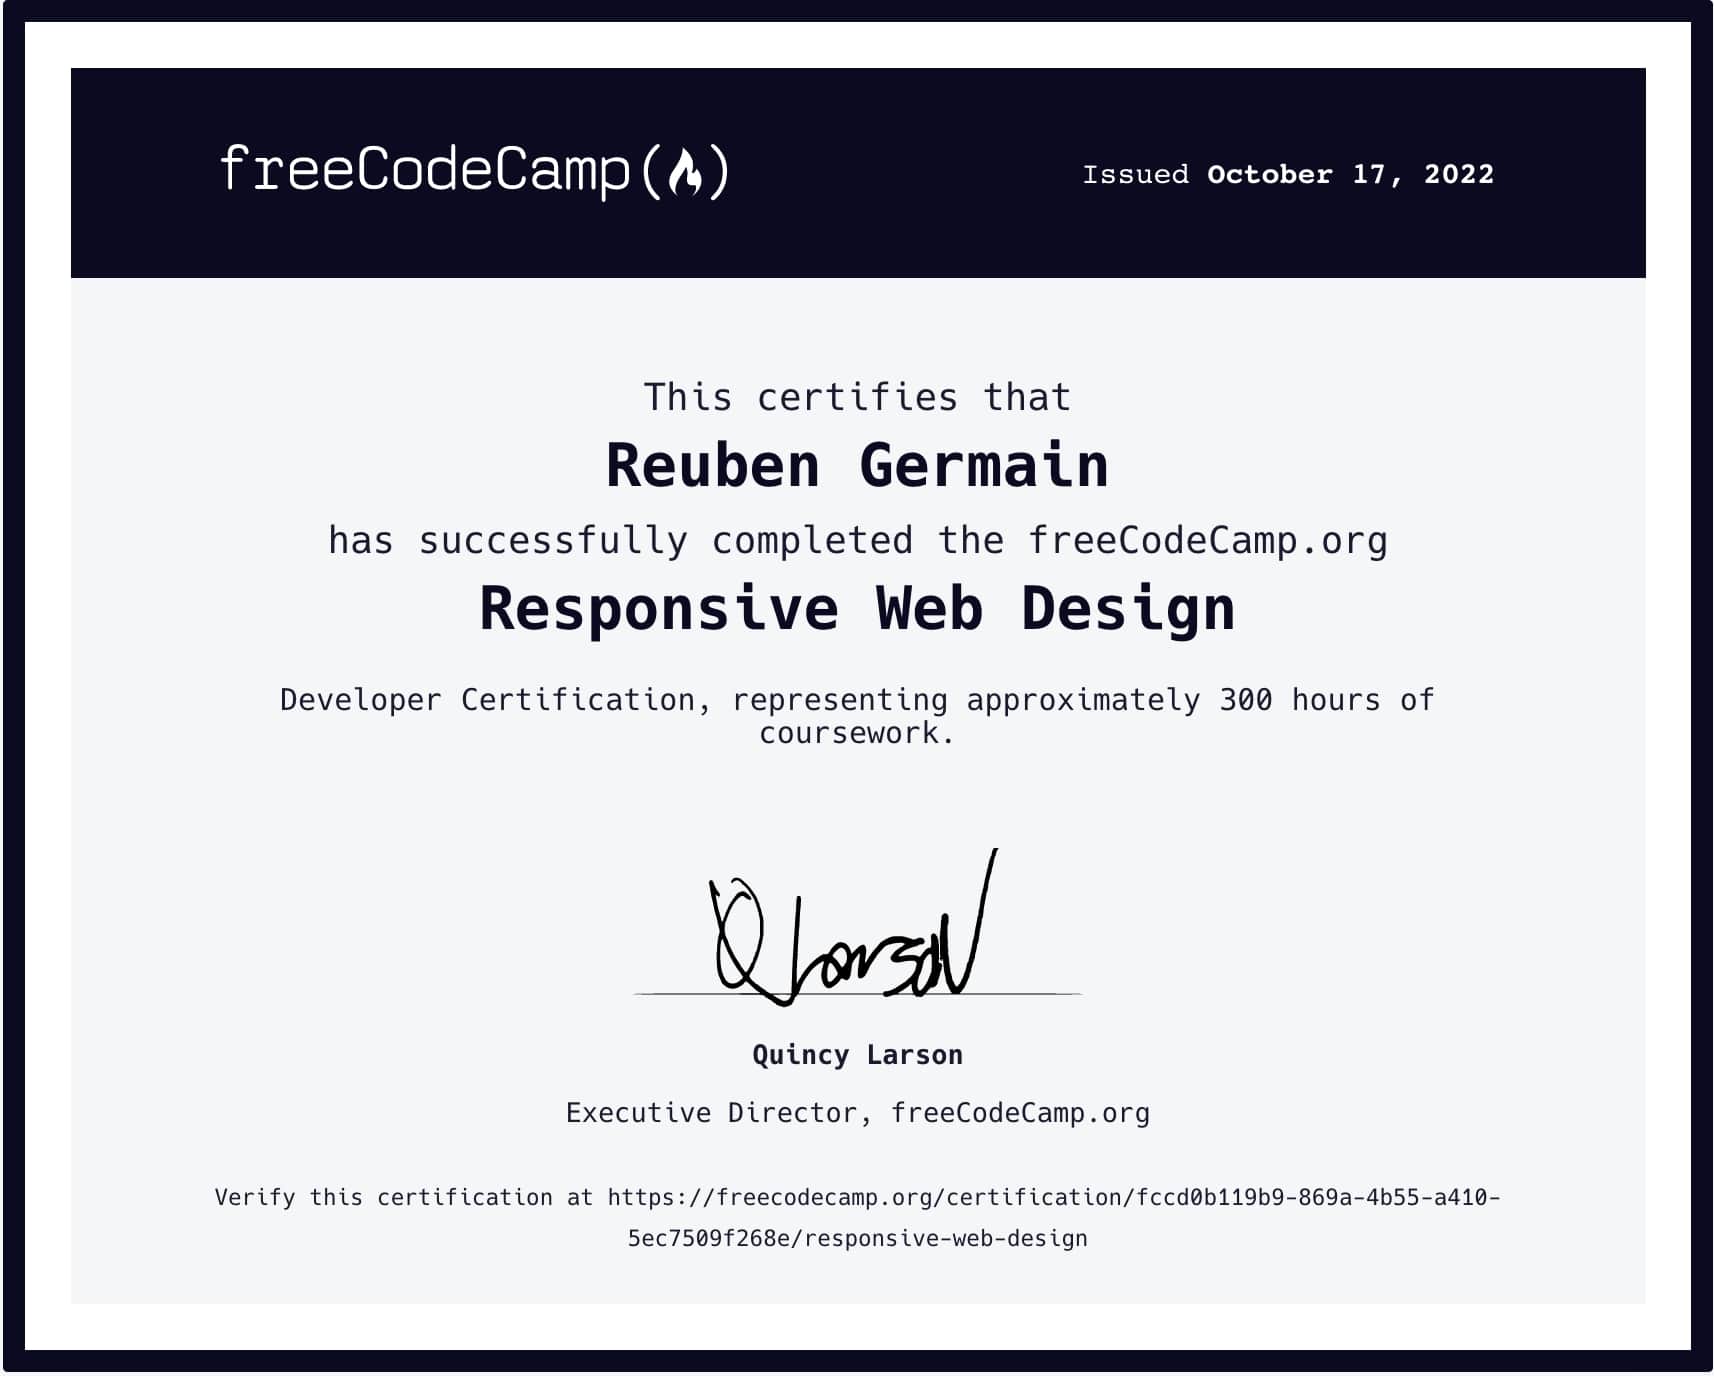 freeCodeCamp(🔥)
Issued October 17, 2022
This certifies that
Reuben Germain
has successfully completed the freeCodeCamp.org
Responsive Web Design
Developer Certification, representing approximately 300 hours of
coursework.
Q Larson
Quincy Larson
Executive Director, freeCodeCamp.org
Verify this certification at https://freecodecamp.org/certification/fccd0b119b9-869a-4b55-a410-
5ec7509f268e/responsive-web-design